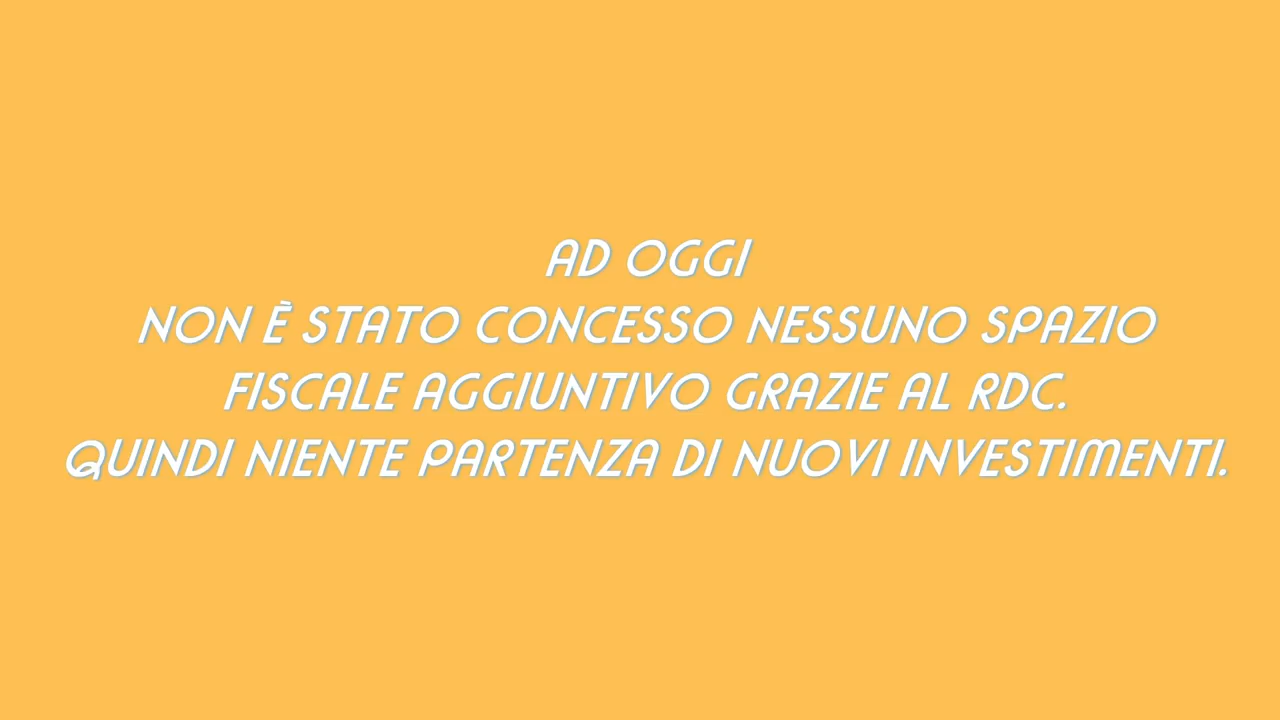 AD OGGI
NON È STATO CONCESSO NESSUNO SPAZIO
FISCALE AGGIUNTIVO GRAZIE AL RDC.
QUINDI NIENTE PARTENZA DI NUOVI INVESTIMENTI.